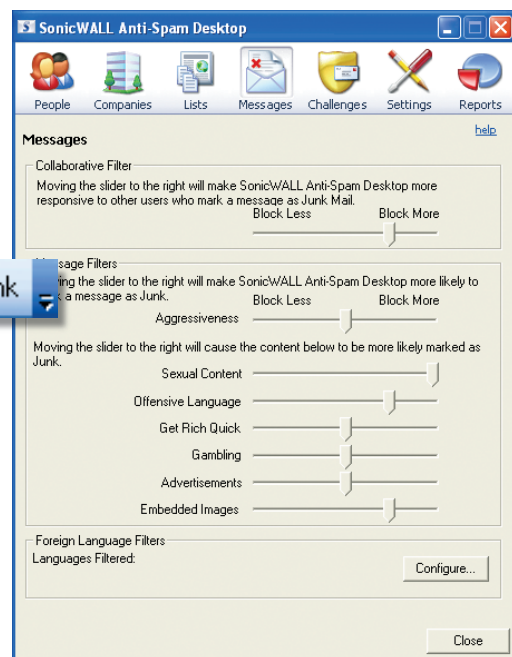 SonicWALL Anti-Spam Desktop
People Companies Lists Messages Challenges Settings Reports
help
Messages
Collaborative Filter
Moving the slider to the right will make SonicWALL Anti-Spam Desktop more
responsive to other users who mark a message as Junk Mail.
Block Less Block More
Filters
the slider to the right will make SonicWALL Anti-Spam Desktop more likely to
a message as Junk.
Block Less Block More
Aggressiveness
Moving the slider to the right will cause the content below to be more likely marked as
Junk.
Sexual Content
Offensive Language
Get Rich Quick
Gambling
Advertisements
Embedded Images
Foreign Language Filters
Languages Filtered:
Configure...
Close